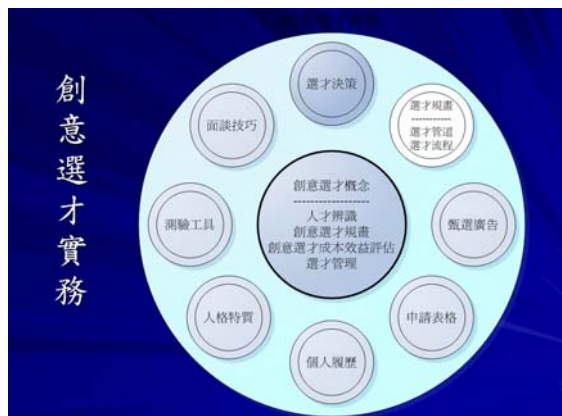 創意選才實務
選才決策
選才規畫
-----------
選才管道
選才流程
甄選廣告
申請表格
個人履歷
人格特質
測驗工具
面談技巧
創意選才概念
------------------
人才辨識
創意選才規畫
創意選才成本效益評估
選才管理